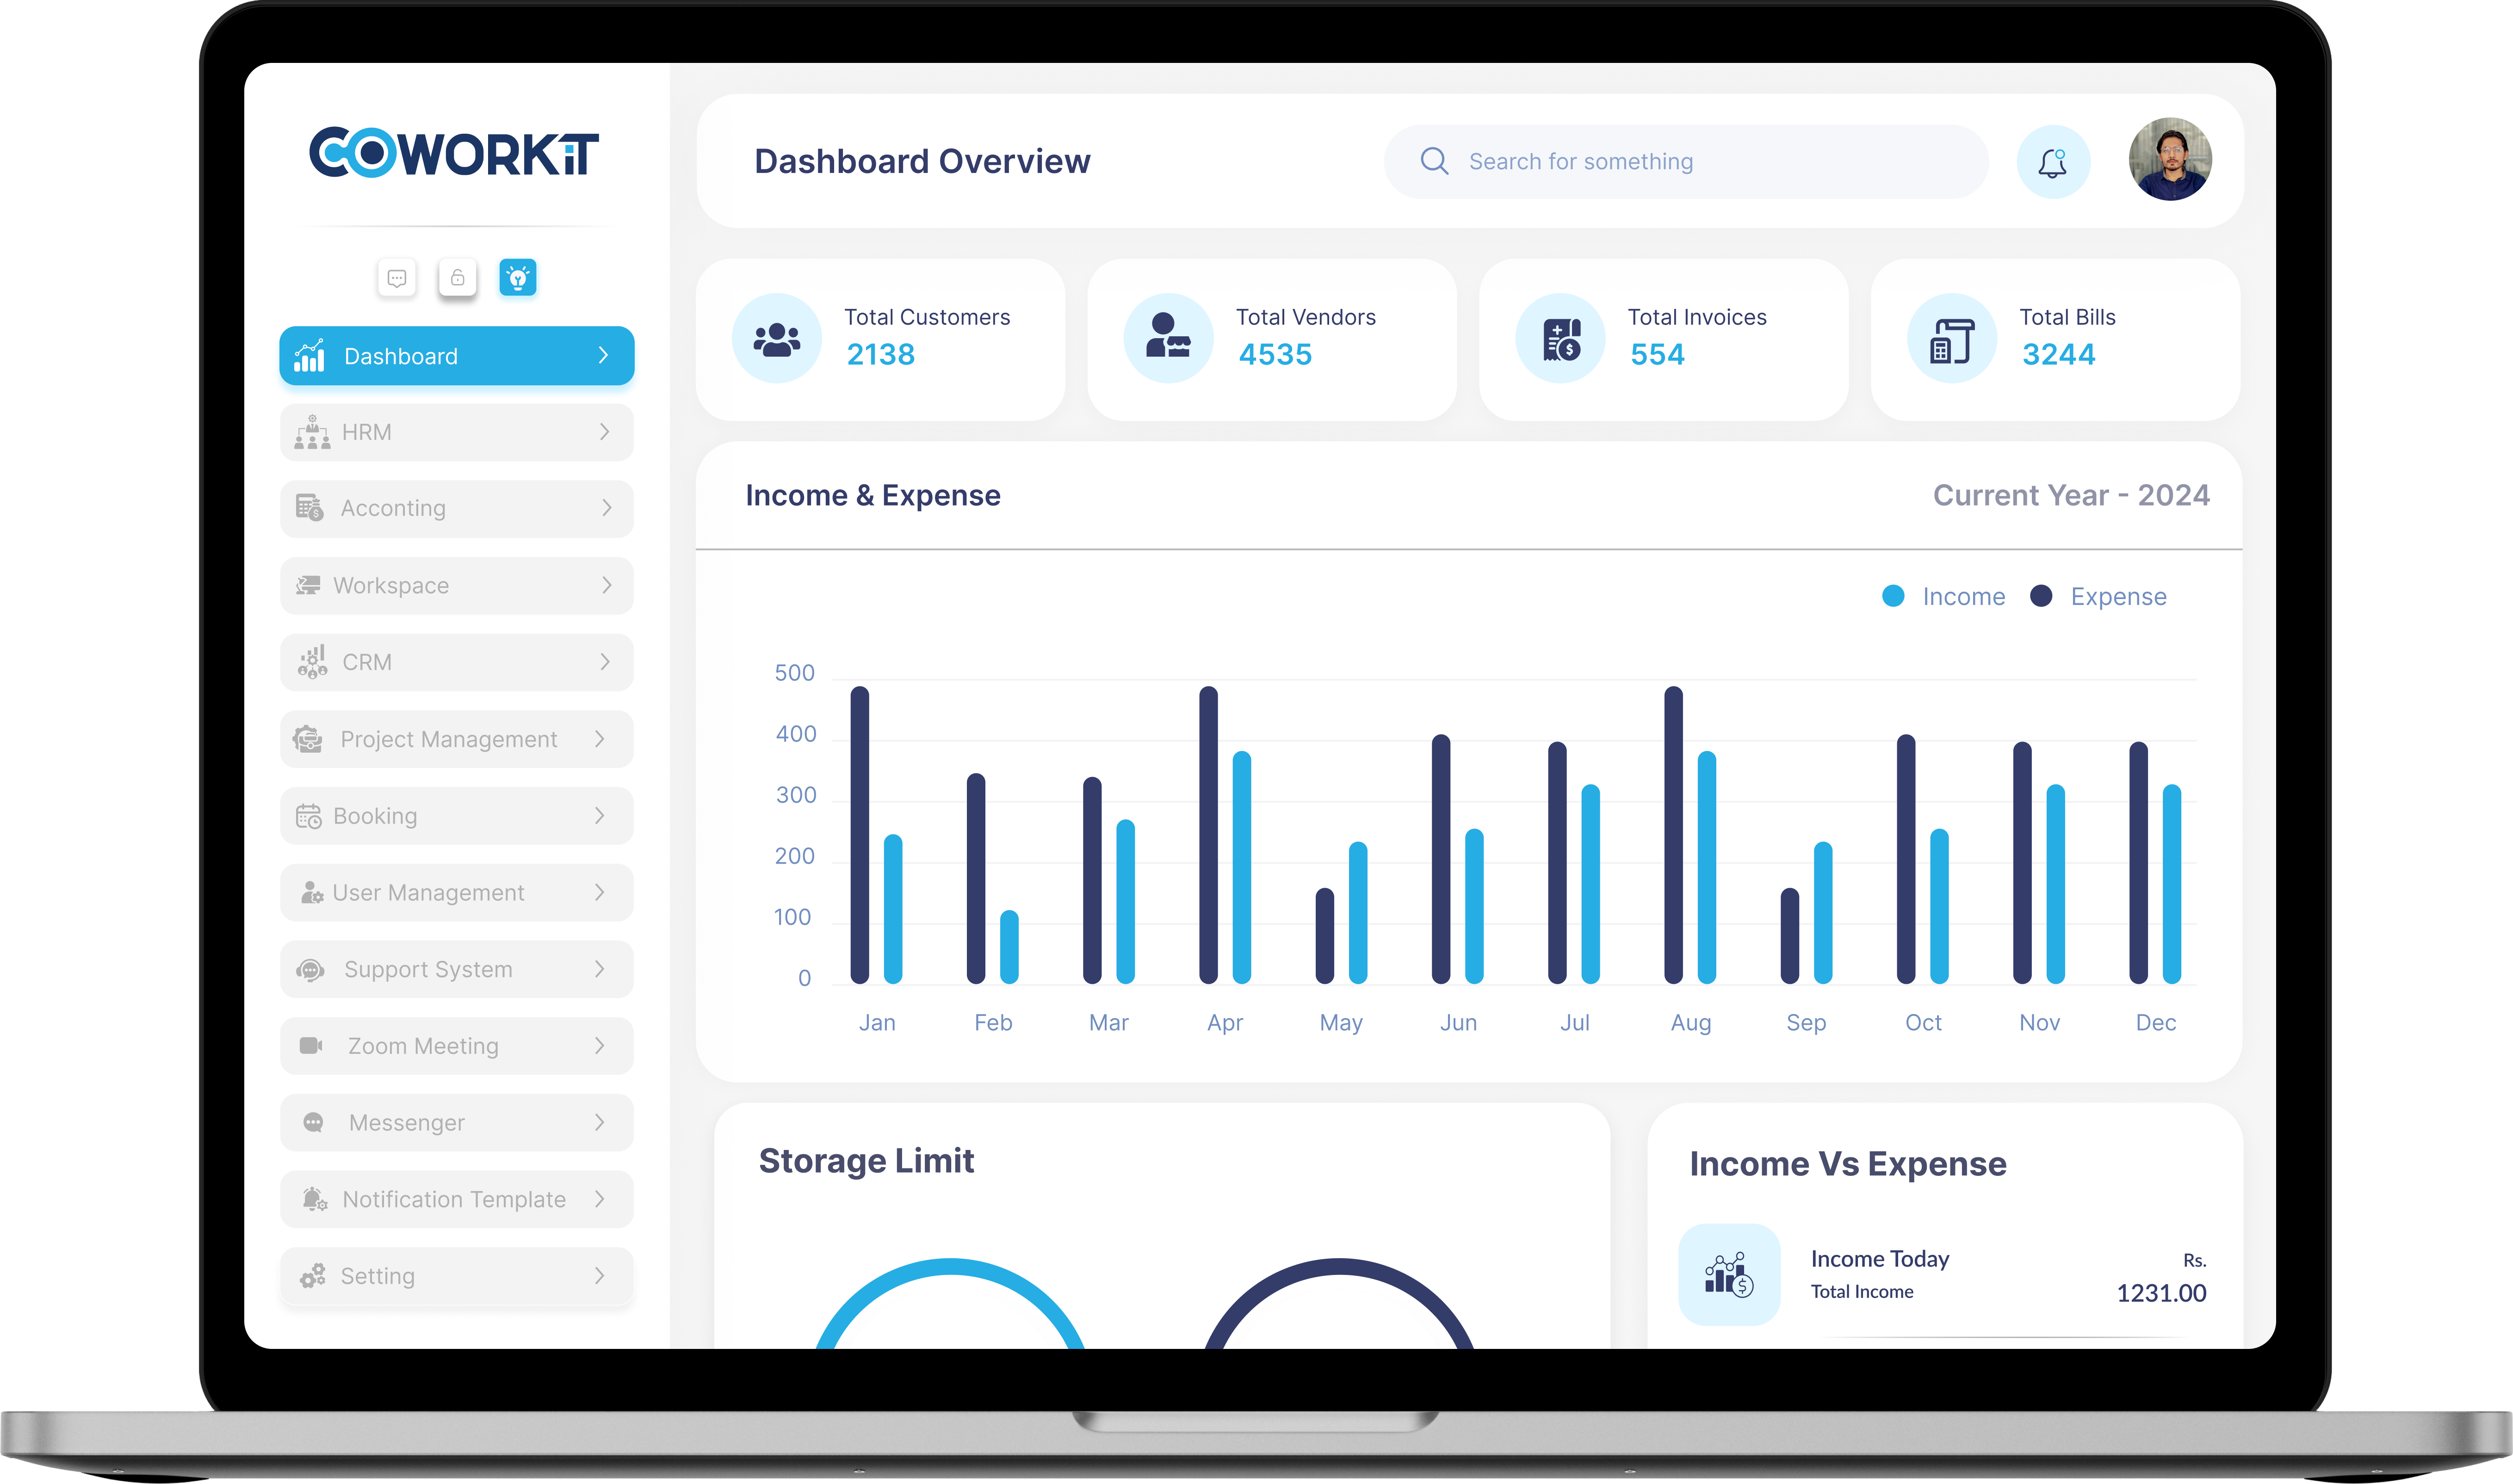 COWORKiT
Dashboard
HRM
Acconting
Workspace
CRM
Project Management
Booking
User Management
Support System
Zoom Meeting
Messenger
Notification Template
Setting
Dashboard Overview
Search for something
Total Customers
2138
Total Vendors
4535
Total Invoices
554
Total Bills
3244
Income & Expense
Current Year - 2024
Income
Expense
500
400
300
200
100
0
Jan Feb Mar Apr May Jun Jul Aug Sep Oct Nov Dec
Storage Limit
Income Vs Expense
Income Today
Rs.
Total Income
1231.00